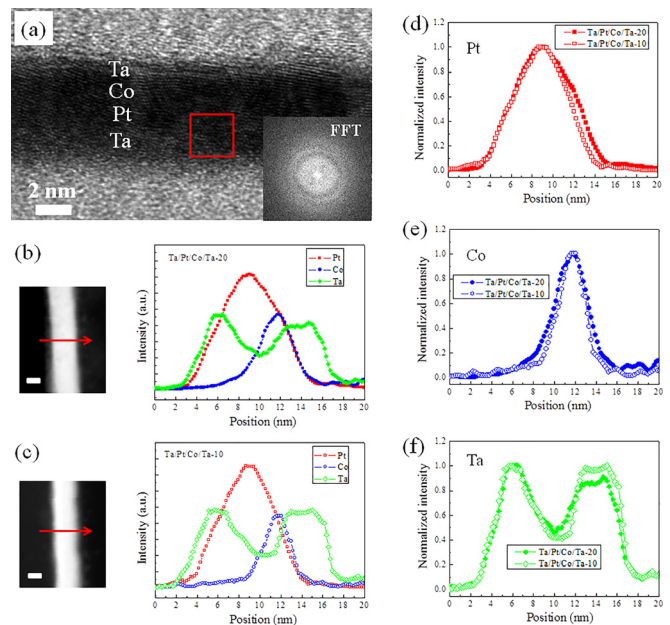 (a)
Ta
Co
Pt
Ta
FFT
2 nm
(b)
Ta/Pt/Co/Ta-20
Pt
Co
Ta
Intensity (a.u.)
0 2 4 6 8 10 12 14 16 18 20
Position (nm)
(c)
Ta/Pt/Co/Ta-10
Pt
Co
Ta
Intensity (a.u.)
0 2 4 6 8 10 12 14 16 18 20
Position (nm)
(d)
Pt
Ta/Pt/Co/Ta-20
Ta/Pt/Co/Ta-10
Normalized intensity
1.0
0.8
0.6
0.4
0.2
0.0
0 2 4 6 8 10 12 14 16 18 20
Position (nm)
(e)
Co
Ta/Pt/Co/Ta-20
Ta/Pt/Co/Ta-10
Normalized intensity
1.0
0.8
0.6
0.4
0.2
0.0
0 2 4 6 8 10 12 14 16 18 20
Position (nm)
(f)
Ta
Ta/Pt/Co/Ta-20
Ta/Pt/Co/Ta-10
Normalized intensity
1.0
0.8
0.6
0.4
0.2
0.0
0 2 4 6 8 10 12 14 16 18 20
Position (nm)